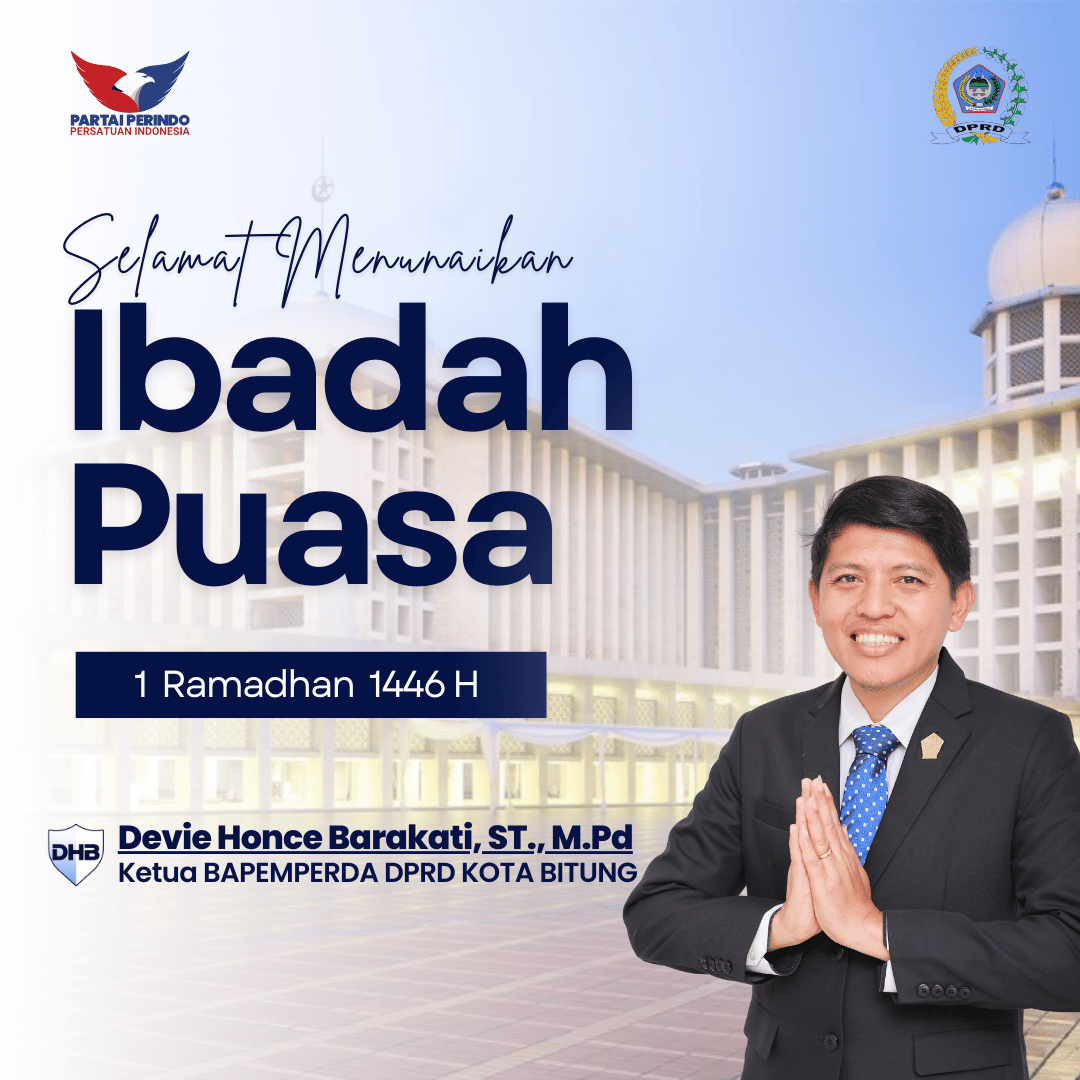 PARTAI PERINDO
PERSATUAN INDONESIA
DPRD
Selamat Menunaikan
Ibadah
Puasa
1 Ramadhan 1446 H
DHB
Devie Honce Barakati, ST., M.Pd
Ketua BAPEMPERDA DPRD KOTA BITUNG